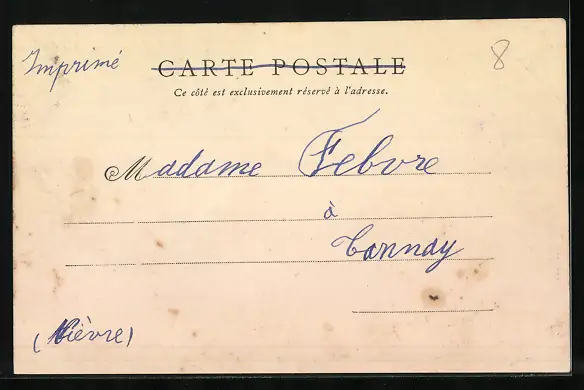 Imprimé
CARTE POSTALE
8
Ce côté est exclusivement réservé à l'adresse.
Madame Febvre
à
Tannay
(Nièvre)